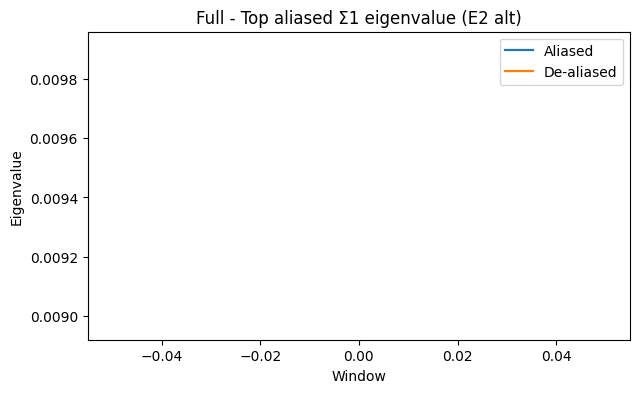 Full - Top aliased Σ1 eigenvalue (E2 alt)
Aliased
De-aliased
0.0098
0.0096
0.0094
0.0092
0.0090
Eigenvalue
−0.04
−0.02
0.00
0.02
0.04
Window